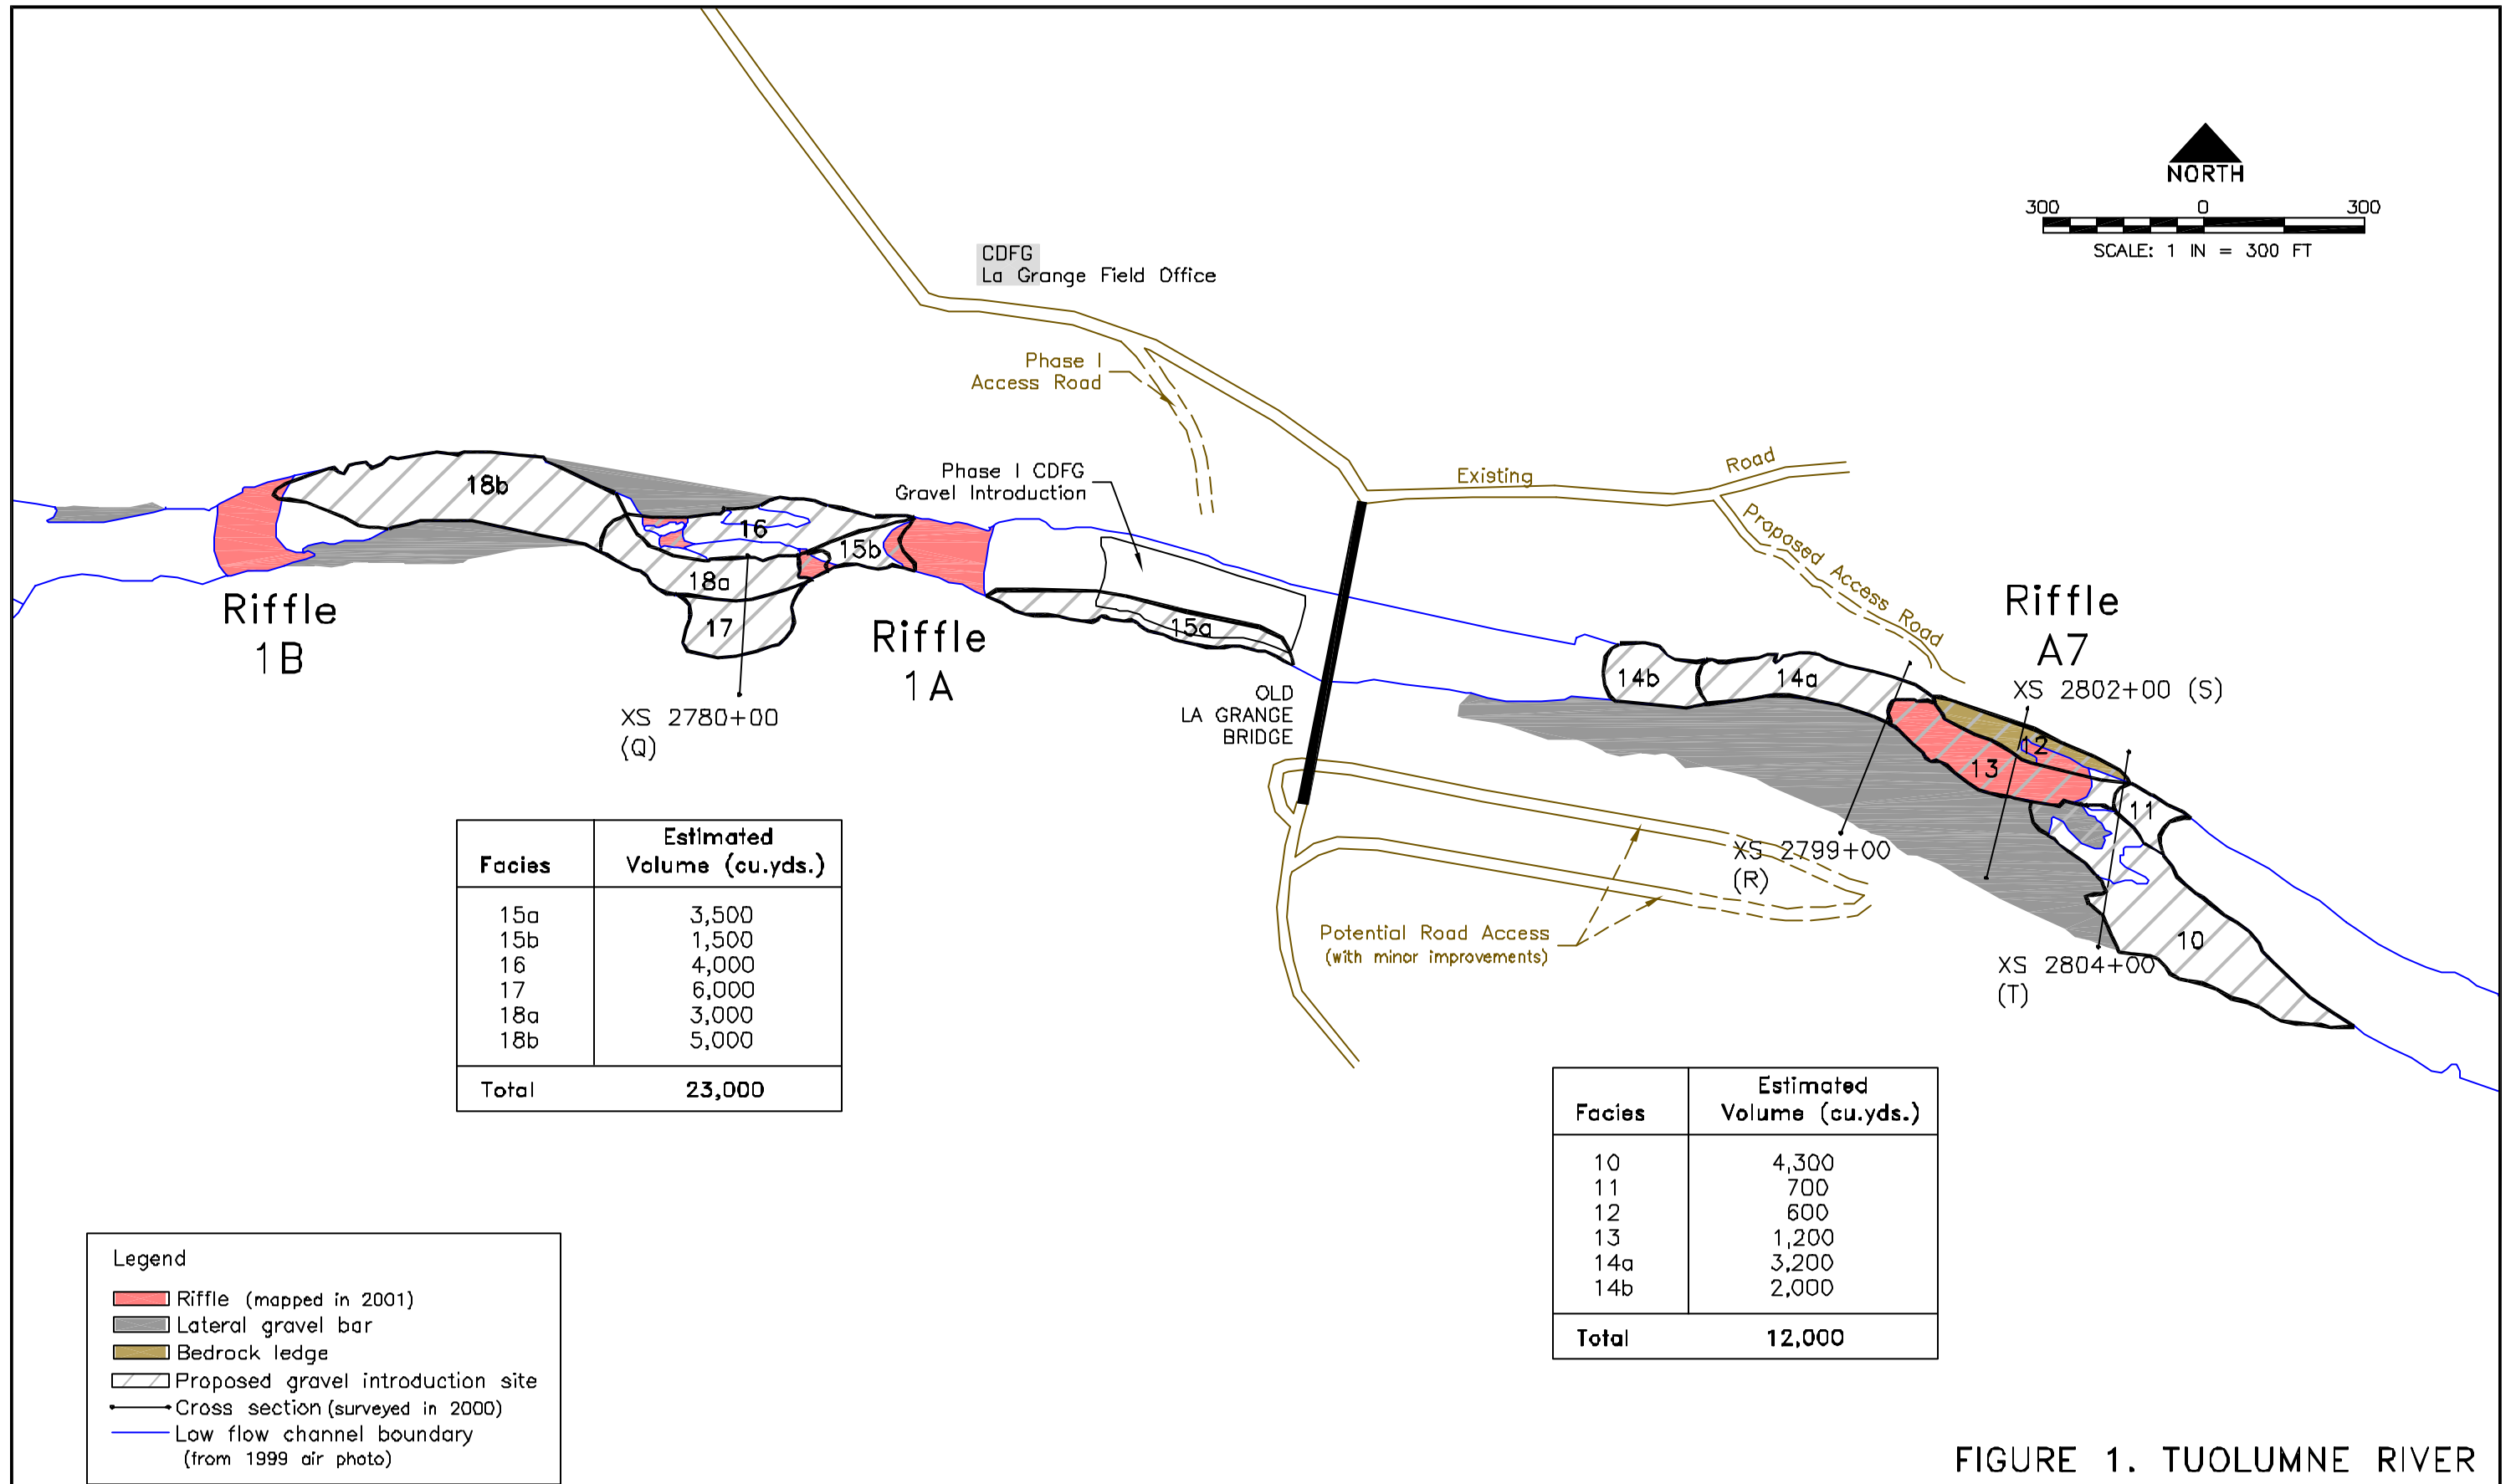 NORTH
300 0 300
SCALE: 1 IN = 300 FT
CDFG
La Grange Field Office
Phase I
Access Road
Phase I CDFG
Gravel Introduction
Existing Road
Proposed Access Road
18b
16
15b
18a
17
15a
14b
14a
13
12
11
10
Riffle
1B
Riffle
1A
Riffle
A7
XS 2802+00 (S)
XS 2780+00
(Q)
OLD
LA GRANGE
BRIDGE
XS 2799+00
(R)
Potential Road Access
(with minor improvements)
XS 2804+00
(T)
Facies Estimated
Volume (cu.yds.)
15a 3,500
15b 1,500
16 4,000
17 6,000
18a 3,000
18b 5,000
Total 23,000
Facies Estimated
Volume (cu.yds.)
10 4,300
11 700
12 600
13 1,200
14a 3,200
14b 2,000
Total 12,000
Legend
Riffle (mapped in 2001)
Lateral gravel bar
Bedrock ledge
Proposed gravel introduction site
Cross section (surveyed in 2000)
Low flow channel boundary
(from 1999 air photo)
FIGURE 1. TUOLUMNE RIVER